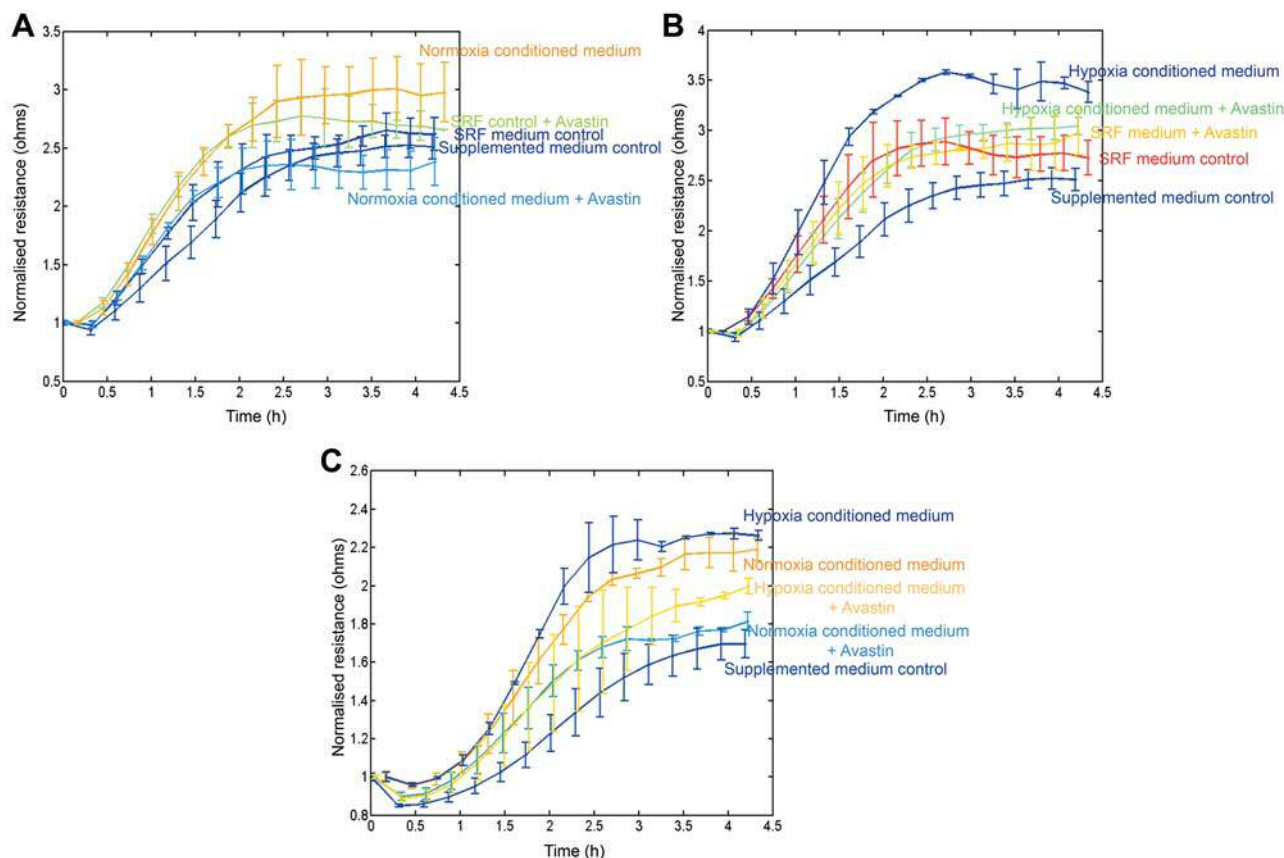 A
3.5
3
2.5
2
1.5
1
0.5
Normalised resistance (ohms)
0 0.5 1 1.5 2 2.5 3 3.5 4 4.5
Time (h)
Normoxia conditioned medium
SRF control + Avastin
SRF medium control
Supplemented medium control
Normoxia conditioned medium + Avastin
B
4
3.5
3
2.5
2
1.5
1
0.5
Normalised resistance (ohms)
0 0.5 1 1.5 2 2.5 3 3.5 4 4.5
Time (h)
Hypoxia conditioned medium
Hypoxia conditioned medium + Avastin
SRF medium + Avastin
SRF medium control
Supplemented medium control
C
2.6
2.4
2.2
2
1.8
1.6
1.4
1.2
1
0.8
Normalised resistance (ohms)
0 0.5 1 1.5 2 2.5 3 3.5 4 4.5
Time (h)
Hypoxia conditioned medium
Normoxia conditioned medium
Hypoxia conditioned medium
+ Avastin
Normoxia conditioned medium
+ Avastin
Supplemented medium control